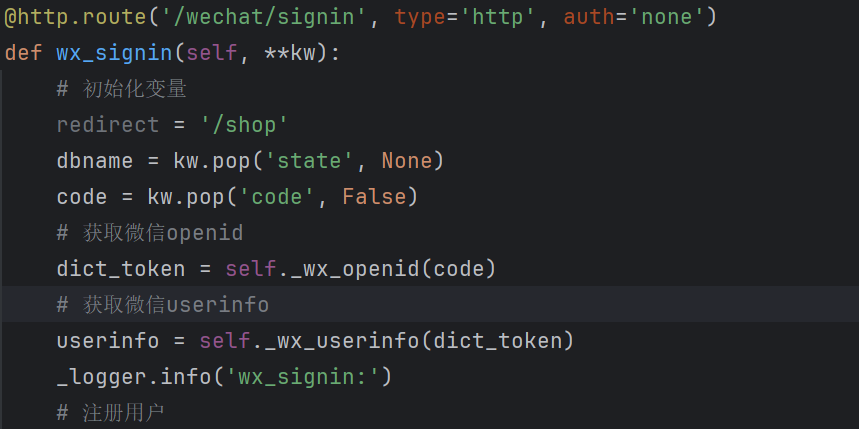 @http.route('/wechat/signin', type='http', auth='none')
def wx_signin(self, **kw):
# 初始化变量
redirect = '/shop'
dbname = kw.pop('state', None)
code = kw.pop('code', False)
# 获取微信openid
dict_token = self._wx_openid(code)
# 获取微信userinfo
userinfo = self._wx_userinfo(dict_token)
_logger.info('wx_signin:')
# 注册用户